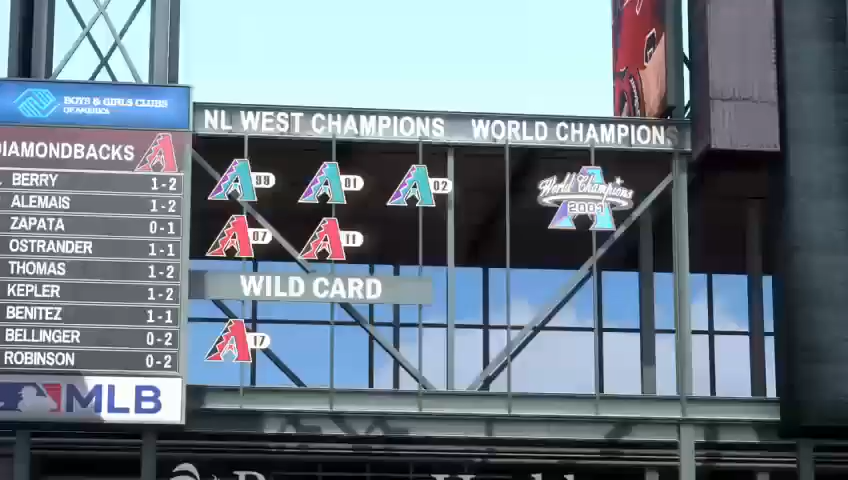 BOYS & GIRLS CLUBS
OF AMERICA
DIAMONDBACKS
BERRY 1-2
ALEMAIS 1-2
ZAPATA 0-1
OSTRANDER 1-1
THOMAS 1-2
KEPLER 1-2
BENITEZ 1-1
BELLINGER 0-2
ROBINSON 0-2
MLB
NL WEST CHAMPIONS WORLD CHAMPIONS
A 98 A 01 A 02
World Champions
2001
A 07 A 11
WILD CARD
A 17